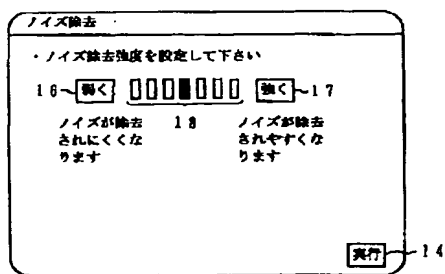 ノイズ除去
・ノイズ除去強度を設定して下さい
16 弱く 強く 17
ノイズが除去 18 ノイズが除去
されにくくな されやすくな
ります ります
実行 14